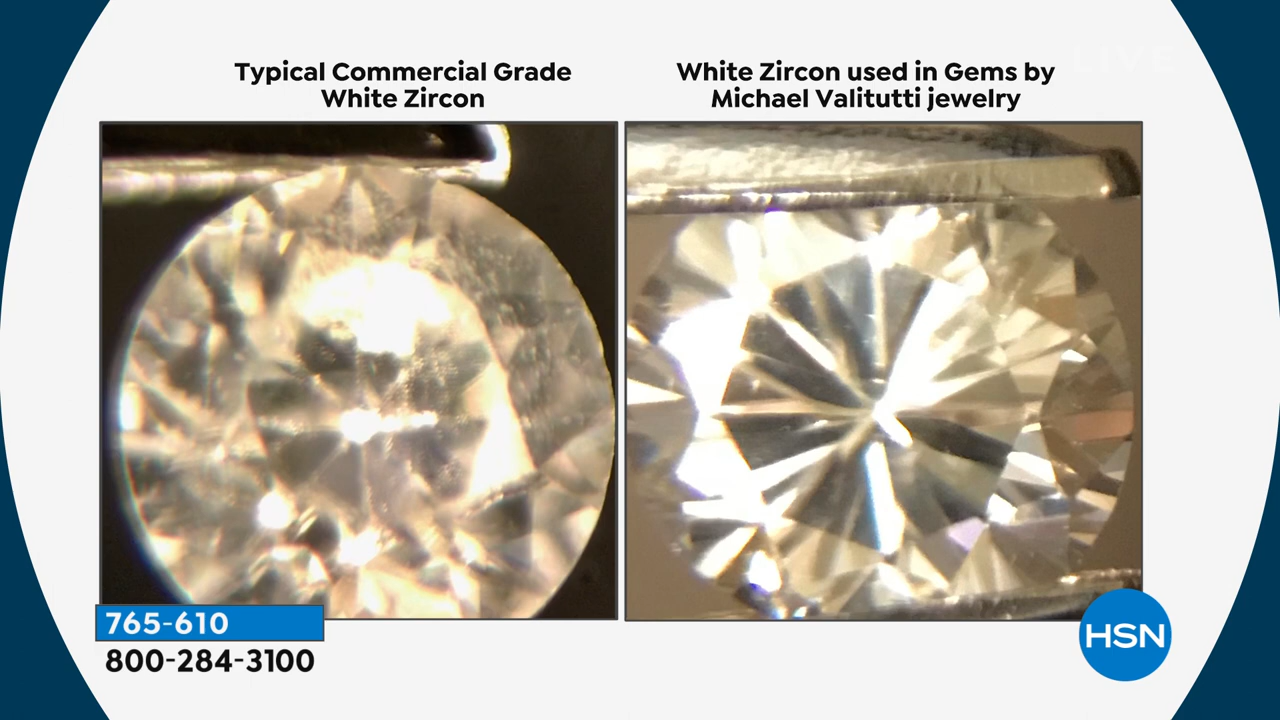 LIVE
Typical Commercial Grade
White Zircon
White Zircon used in Gems by
Michael Valitutti jewelry
765-610
800-284-3100
HSN